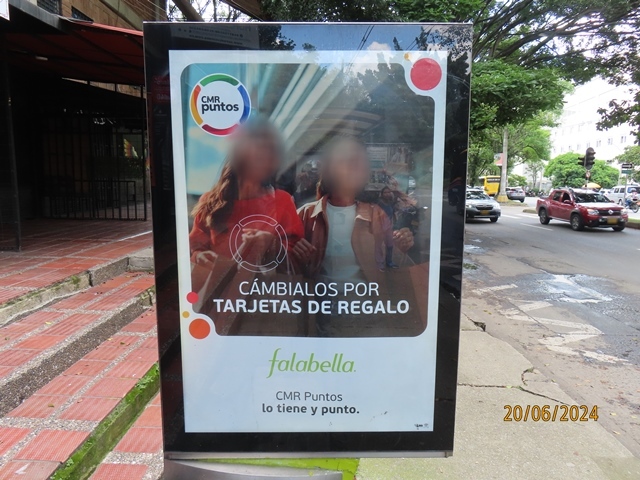 CMR
puntos
CÁMBIALOS POR
TARJETAS DE REGALO
falabella.
CMR Puntos
lo tiene y punto.
20/06/2024